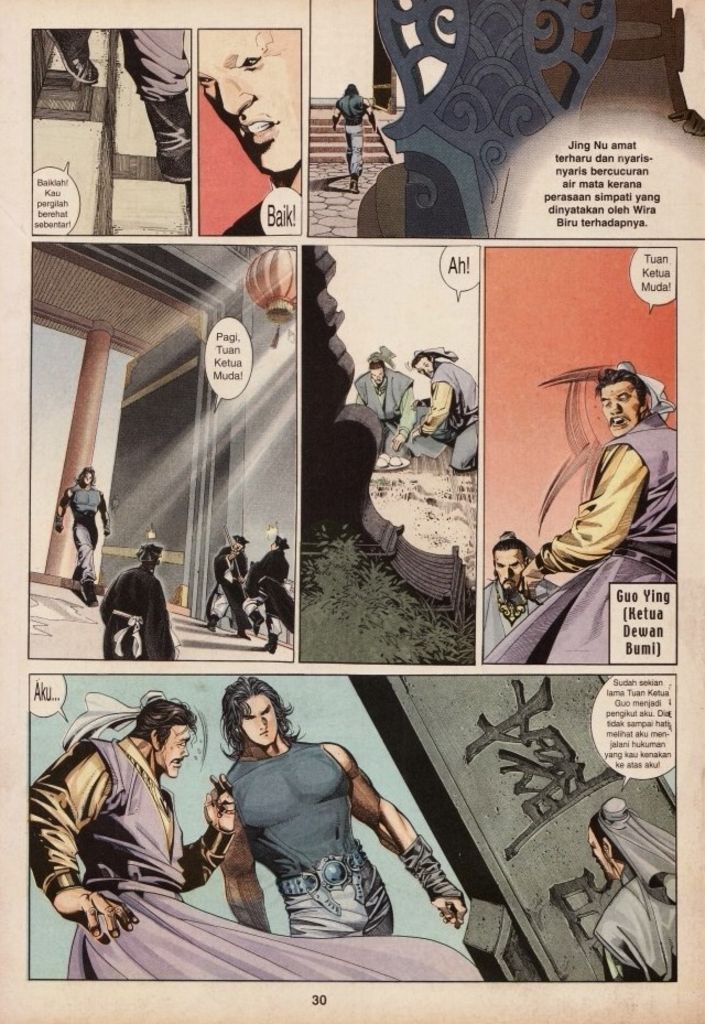 Baiklah!
Kau
pergilah
berehat
sebentar!
Baik!
Jing Nu amat
terharu dan nyaris-
nyaris bercucuran
air mata kerana
perasaan simpati yang
dinyatakan oleh Wira
Biru terhadapnya.
Pagi,
Tuan
Ketua
Muda!
Ah!
Tuan
Ketua
Muda!
Guo Ying
(Ketua
Dewan
Bumi)
Aku...
Sudah sekian
lama Tuan Ketua
Guo menjadi
pengikut aku. Dia
tidak sampai hati
melihat aku men-
jalani hukuman
yang kau kenakan
ke atas aku!
30